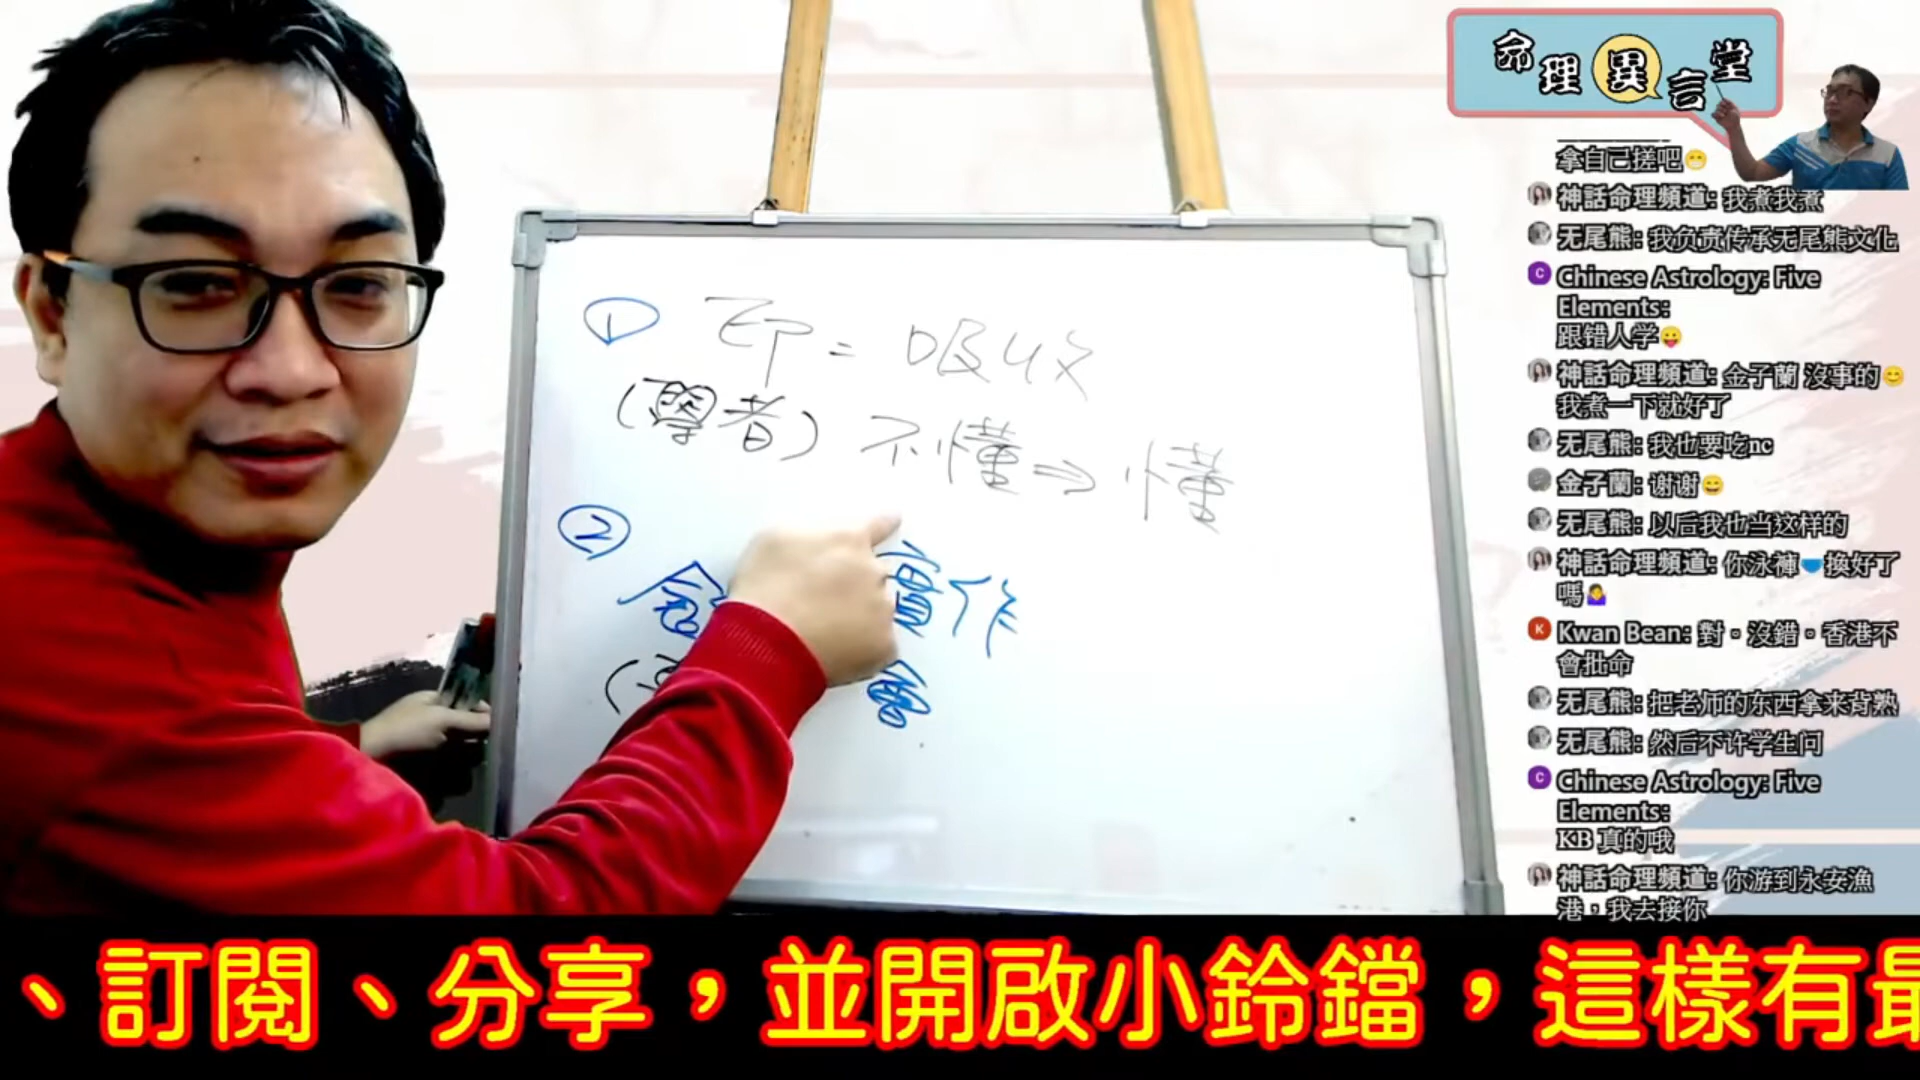 命理異言堂
① 印 = 吸收
(學者) 不懂⇒懂
②
食 實作
拿自己搓吧😁
神話命理頻道: 我煮我煮
无尾熊: 我负责传承无尾熊文化
Chinese Astrology: Five
Elements:
跟错人学😛
神話命理頻道: 金子蘭 沒事的😊
我煮一下就好了
无尾熊: 我也要吃nc
金子蘭: 谢谢😄
无尾熊: 以后我也当这样的
神話命理頻道: 你泳褲🩲換好了
嗎🤷‍♀️
Kwan Bean: 對。沒錯。香港不
會批命
无尾熊: 把老师的东西拿来背熟
无尾熊: 然后不许学生问
Chinese Astrology: Five
Elements:
KB 真的哦
神話命理頻道: 你游到永安漁
港，我去接你
、訂閱、分享，並開啟小鈴鐺，這樣有最